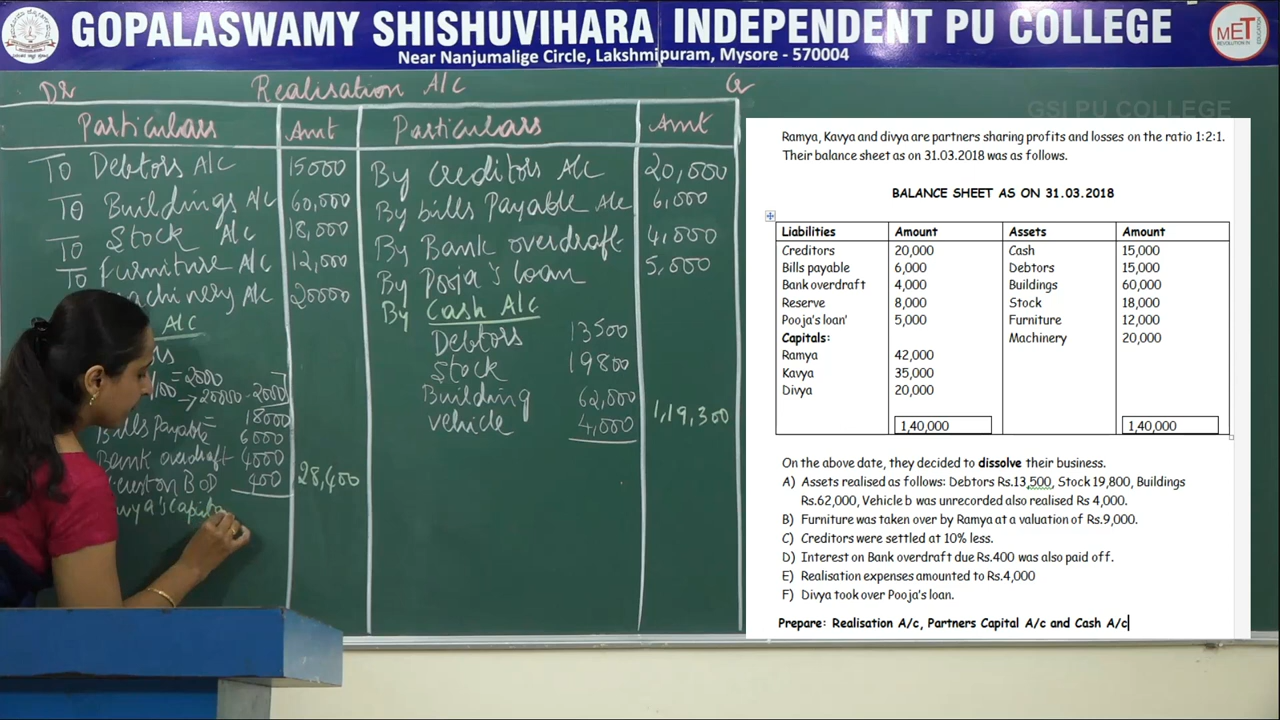 GOPALASWAMY SHISHUVIHARA INDEPENDENT PU COLLEGE
Near Nanjumalige Circle, Lakshmipuram, Mysore - 570004
MET
REVOLUTION IN EDUCATION
GSI PU COLLEGE
Dr Realisation A/c Cr
Particulars Amt Particulars Amt
To Debtors A/c 15000 By Creditors A/c 20,000
To Buildings A/c 60,000 By bills Payable A/c 6,000
To Stock A/c 18,000 By Bank overdraft 4,000
To furniture A/c 12,000 By Pooja's loan 5,000
To machinery A/c 20000 By Cash A/c
A/c Debtors 13500
Stock 19800
/100 = 2000 Building 62,000
→ 20000 - 2000 vehicle 4,000 1,19,300
18000
Bills Payable 6000
Bank overdraft 4000
on BOD 400 28,400
Ramya, Kavya and divya are partners sharing profits and losses on the ratio 1:2:1.
Their balance sheet as on 31.03.2018 was as follows.
BALANCE SHEET AS ON 31.03.2018
Liabilities Amount Assets Amount
Creditors 20,000 Cash 15,000
Bills payable 6,000 Debtors 15,000
Bank overdraft 4,000 Buildings 60,000
Reserve 8,000 Stock 18,000
Pooja's loan' 5,000 Furniture 12,000
Capitals: Machinery 20,000
Ramya 42,000
Kavya 35,000
Divya 20,000
1,40,000 1,40,000
On the above date, they decided to dissolve their business.
A) Assets realised as follows: Debtors Rs.13,500, Stock 19,800, Buildings
Rs.62,000, Vehicle b was unrecorded also realised Rs 4,000.
B) Furniture was taken over by Ramya at a valuation of Rs.9,000.
C) Creditors were settled at 10% less.
D) Interest on Bank overdraft due Rs.400 was also paid off.
E) Realisation expenses amounted to Rs.4,000
F) Divya took over Pooja's loan.
Prepare: Realisation A/c, Partners Capital A/c and Cash A/c